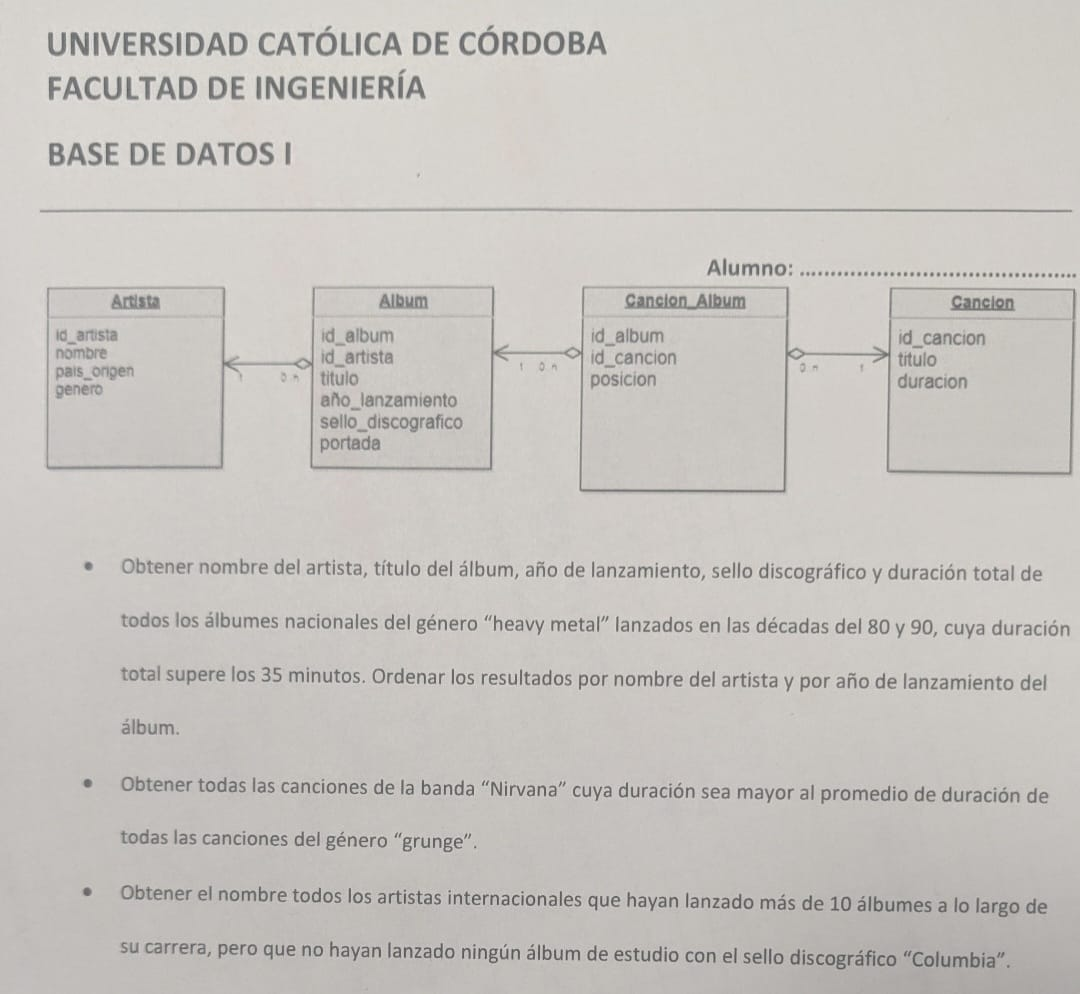 UNIVERSIDAD CATÓLICA DE CÓRDOBA
FACULTAD DE INGENIERÍA
BASE DE DATOS I
Alumno: ..............................................
Artista
id_artista
nombre
pais_origen
genero
1
0..n
Album
id_album
id_artista
titulo
año_lanzamiento
sello_discografico
portada
1
0..n
Cancion_Album
id_album
id_cancion
posicion
0..n
1
Cancion
id_cancion
titulo
duracion
• Obtener nombre del artista, título del álbum, año de lanzamiento, sello discográfico y duración total de
todos los álbumes nacionales del género “heavy metal” lanzados en las décadas del 80 y 90, cuya duración
total supere los 35 minutos. Ordenar los resultados por nombre del artista y por año de lanzamiento del
álbum.
• Obtener todas las canciones de la banda “Nirvana” cuya duración sea mayor al promedio de duración de
todas las canciones del género “grunge”.
• Obtener el nombre todos los artistas internacionales que hayan lanzado más de 10 álbumes a lo largo de
su carrera, pero que no hayan lanzado ningún álbum de estudio con el sello discográfico “Columbia”.